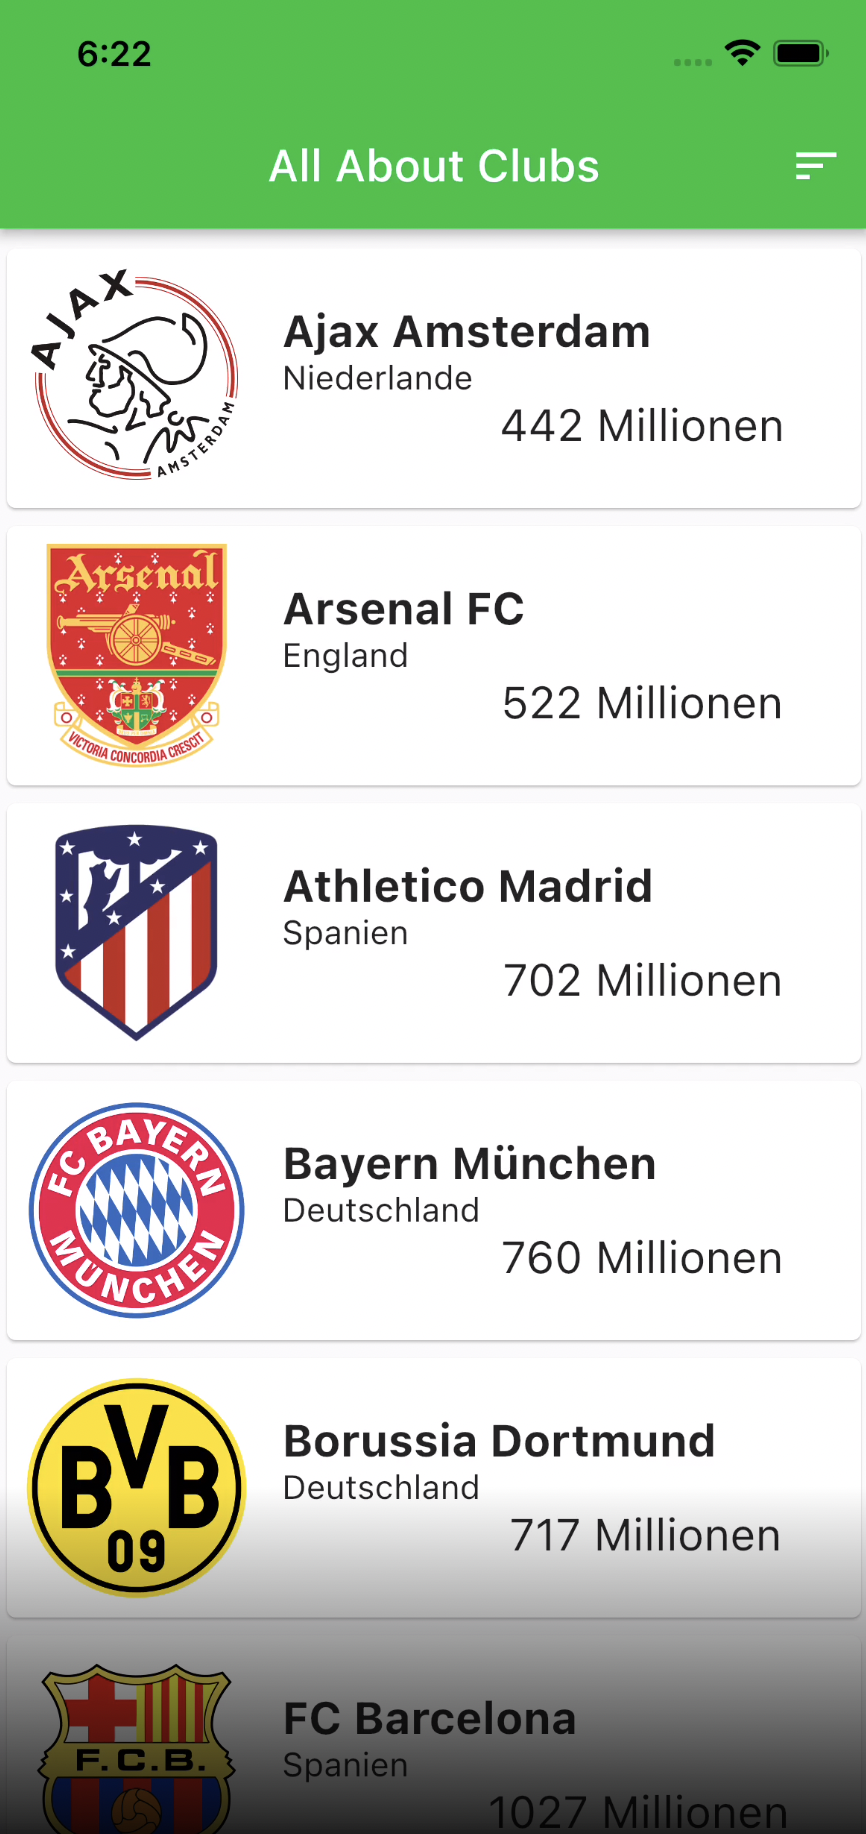 6:22
All About Clubs
AJAX
AMSTERDAM
Ajax Amsterdam
Niederlande
442 Millionen
Arsenal
VICTORIA CONCORDIA CRESCIT
Arsenal FC
England
522 Millionen
Athletico Madrid
Spanien
702 Millionen
FC BAYERN
MÜNCHEN
Bayern München
Deutschland
760 Millionen
BVB
09
Borussia Dortmund
Deutschland
717 Millionen
F.C.B.
FC Barcelona
Spanien
1027 Millionen